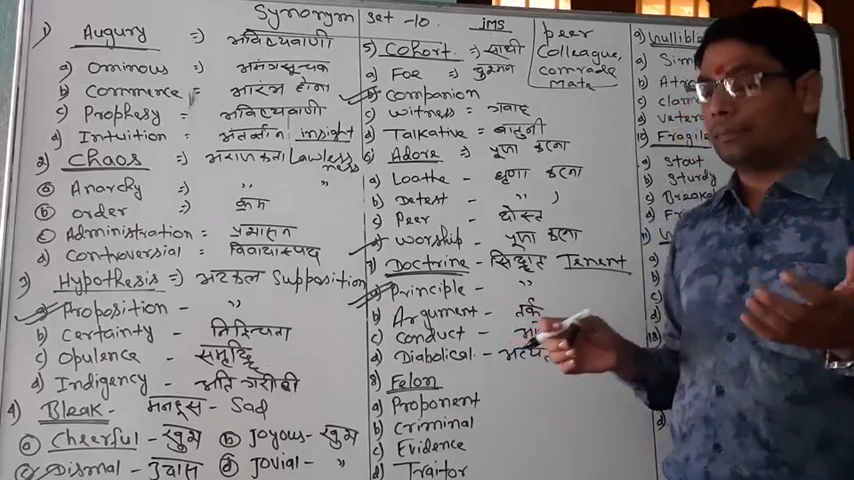 Synonym set -10. ims
1) Augury => भविष्यवाणी
a) ominous => अमंगलसूचक
b) Commerce => आरंभ होना
c) Prophesy = भविष्यवाणी
d) Intuition = अंतर्ज्ञान insight
2) Chaos => अराजकता Lawlessness
a) Anarchy => ,, ,,
b) order => क्रम
c) Administration = प्रशासन
d) controversial = विवादास्पद
3) Hypothesis => अटकल Supposition
a) Proposition - ,,
b) certainty - निश्चितता
c) Opulence - समृद्धि
d) Indigency - अति गरीबी
4) Bleak - मनहूस - Sad
a) Cheerful - खुश b) Joyous - खुश
c) Dismal - उदास d) Jovial - ,,
5) Cohort => साथी
a) Foe => दुश्मन
b) Companion
c) witness = गवाह
d) Talkative = बातुनी
6) Adore => पूजा करना
a) Loathe - घृणा करना
b) Detest - ,, )
c) Peer - दोस्त
d) worship - पूजा करना
7) Doctrine - सिद्धांत Tenent
a) Principle - ,,
b) Argument - तर्क
c) Conduct -
d) Diabolical -
8) Felon
a) Proponent
b) Criminal
c) Evidence
d) Traitor
peer
Colleague,
comrade
Mate
9) Nullible
a)
b)
c)
d)
10) Fragile
a) Stout
b) Sturdy
c)
d)